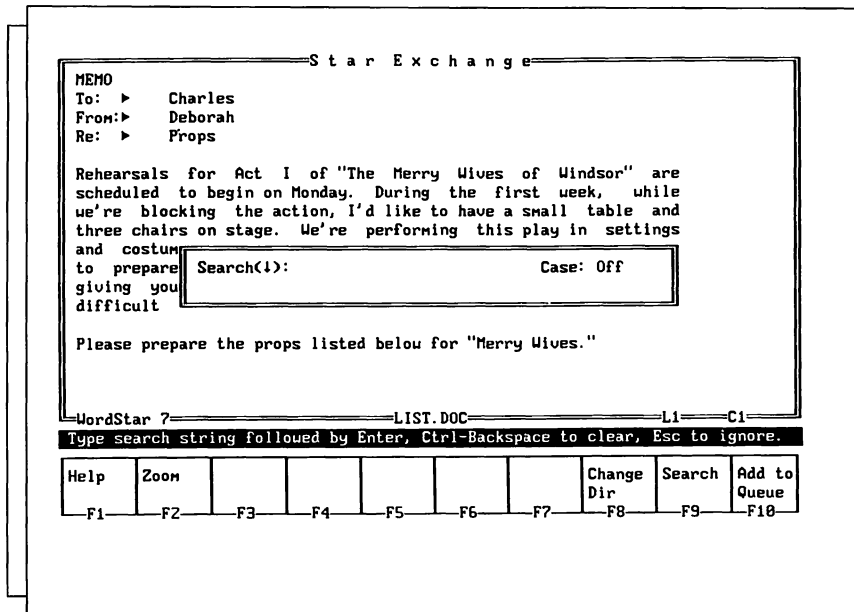 Star Exchange
MEMO
To: ► Charles
From:► Deborah
Re: ► Props
Rehearsals for Act I of "The Merry Wives of Windsor" are
scheduled to begin on Monday. During the first week, while
we're blocking the action, I'd like to have a small table and
three chairs on stage. We're performing this play in settings
and costum
to prepare
giving you
difficult
Search(↓): Case: Off
Please prepare the props listed below for "Merry Wives."
WordStar 7 LIST.DOC L1 C1
Type search string followed by Enter, Ctrl-Backspace to clear, Esc to ignore.
Help Zoom Change Dir Search Add to Queue
F1 F2 F3 F4 F5 F6 F7 F8 F9 F10